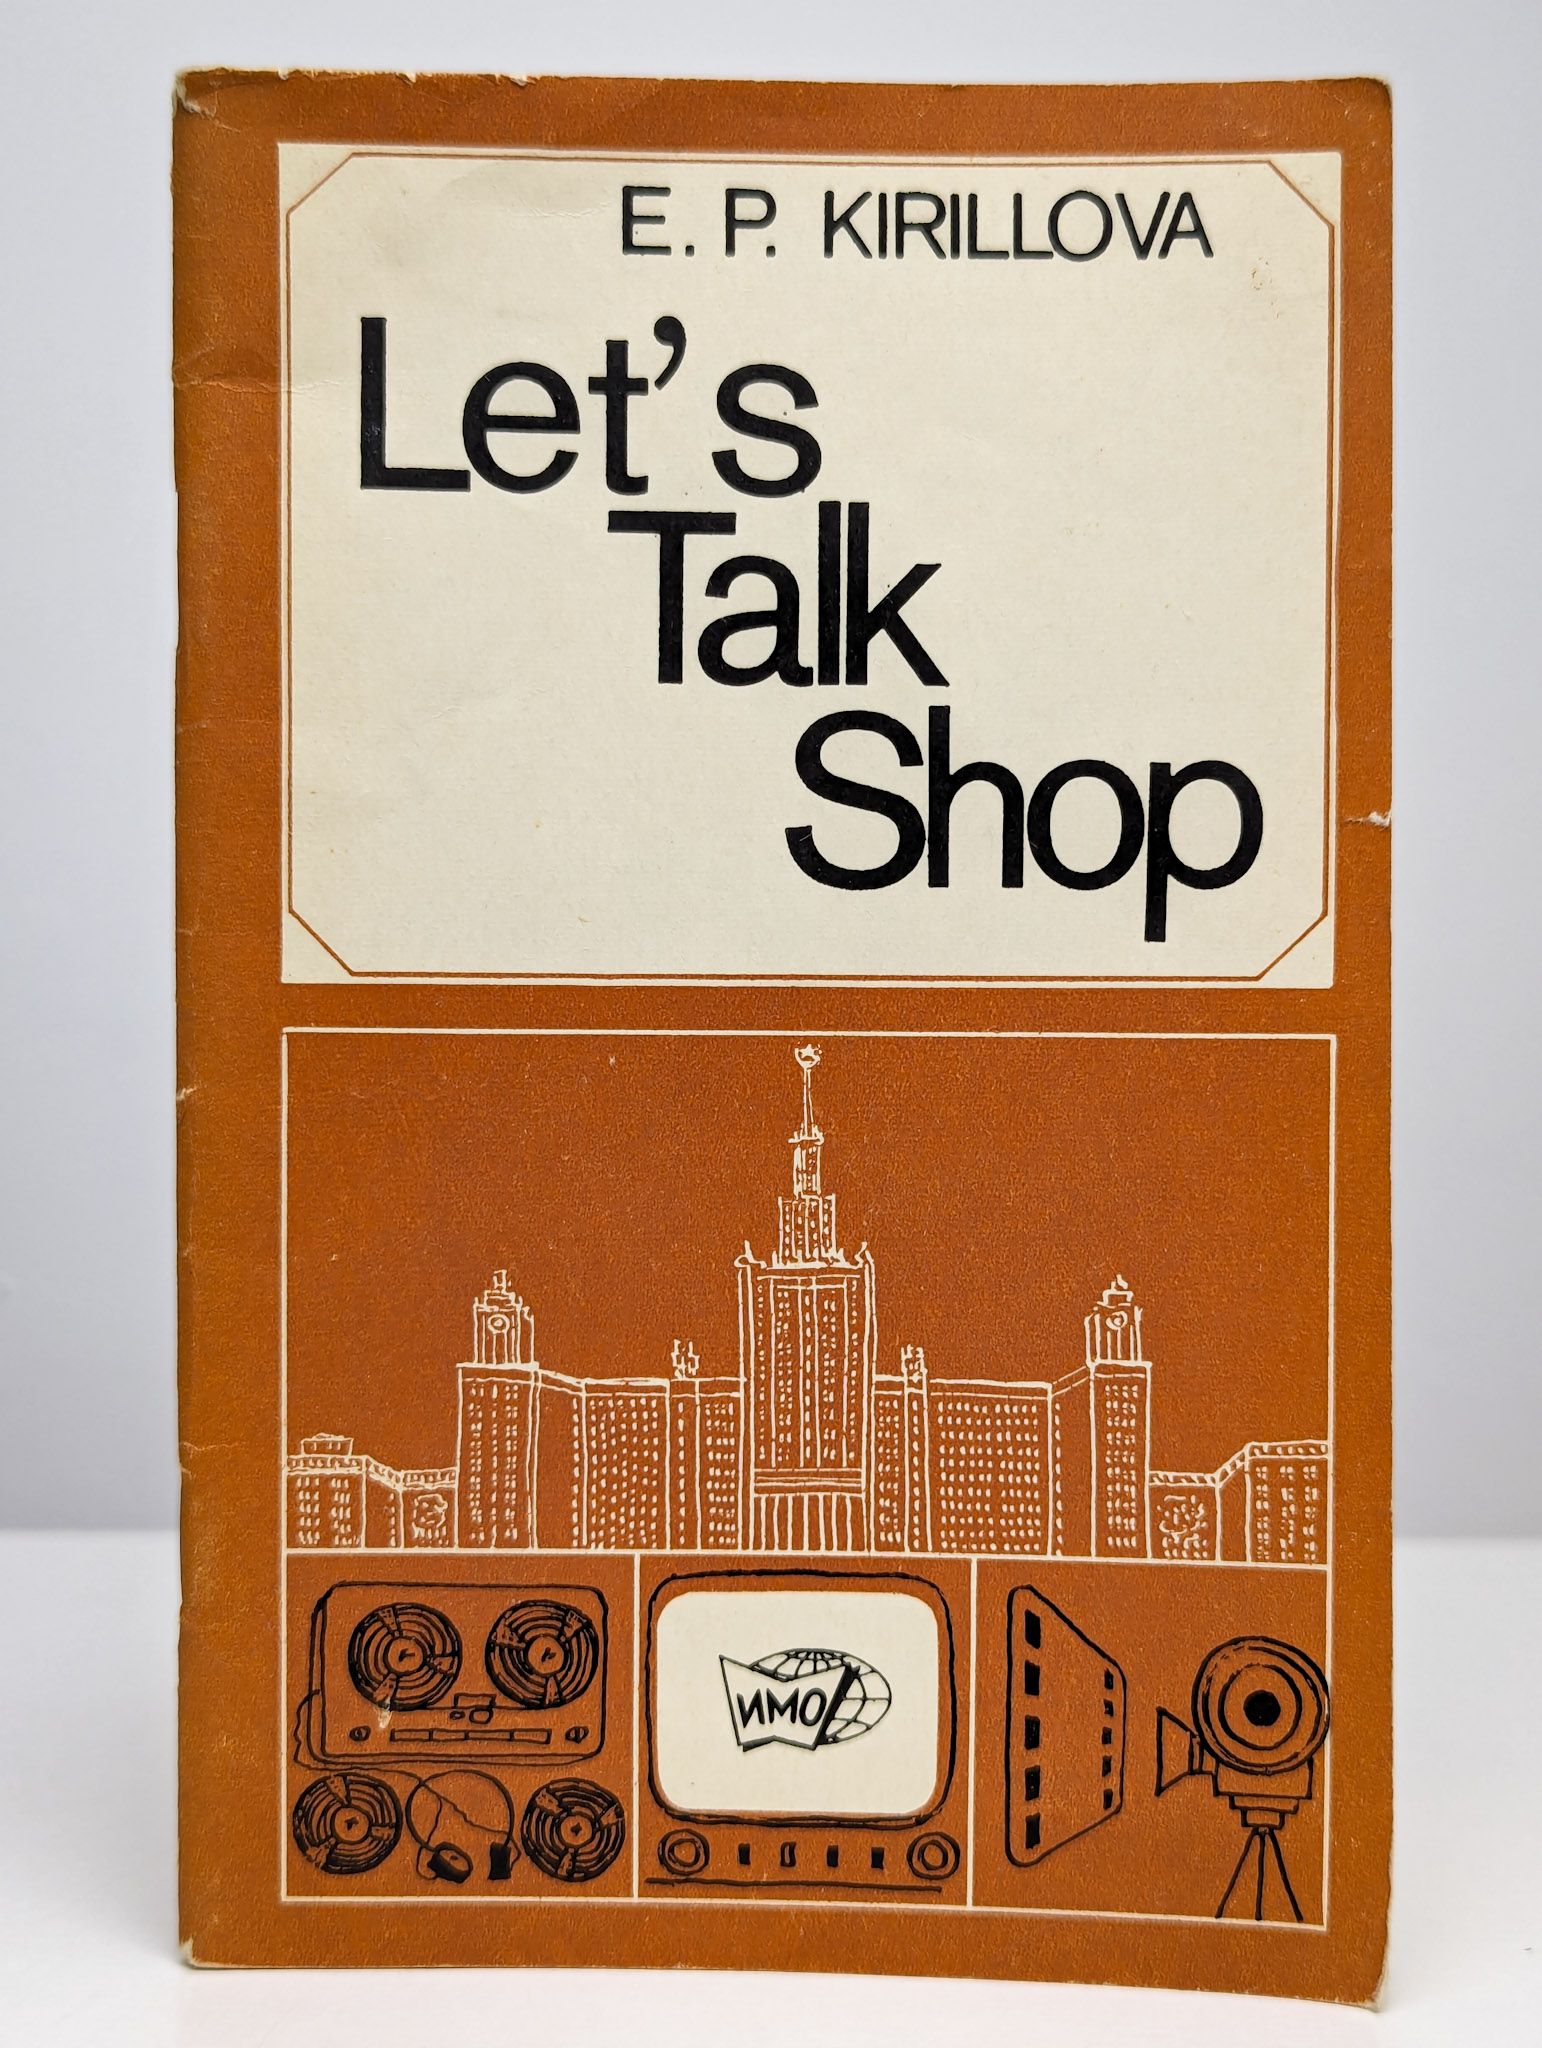 E. P. KIRILLOVA
Let's
Talk
Shop
ИМО